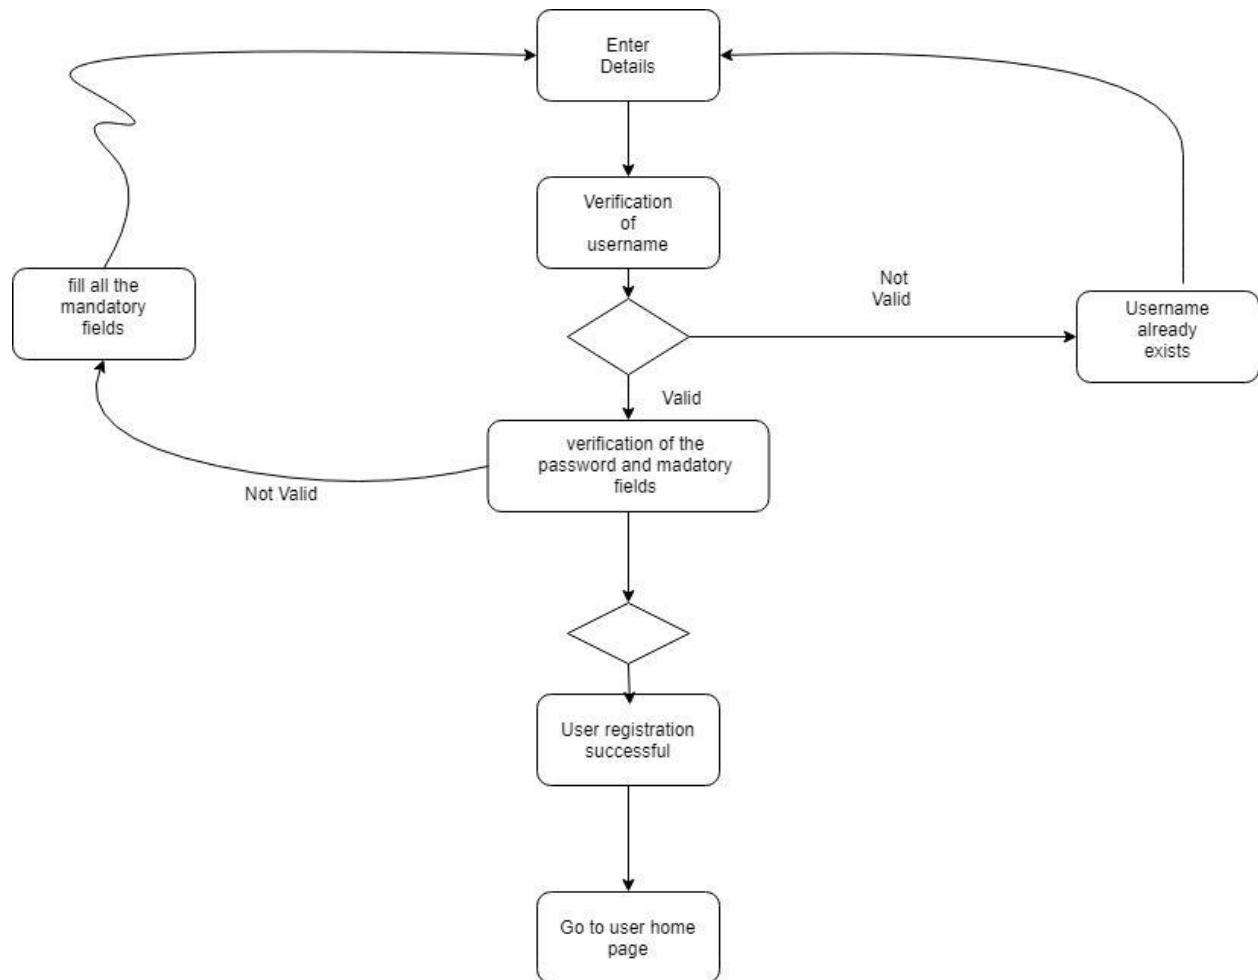 Enter
Details
Verification
of
username
Not
Valid
fill all the
mandatory
fields
Username
already
exists
Valid
verification of the
password and madatory
fields
Not Valid
User registration
successful
Go to user home
page